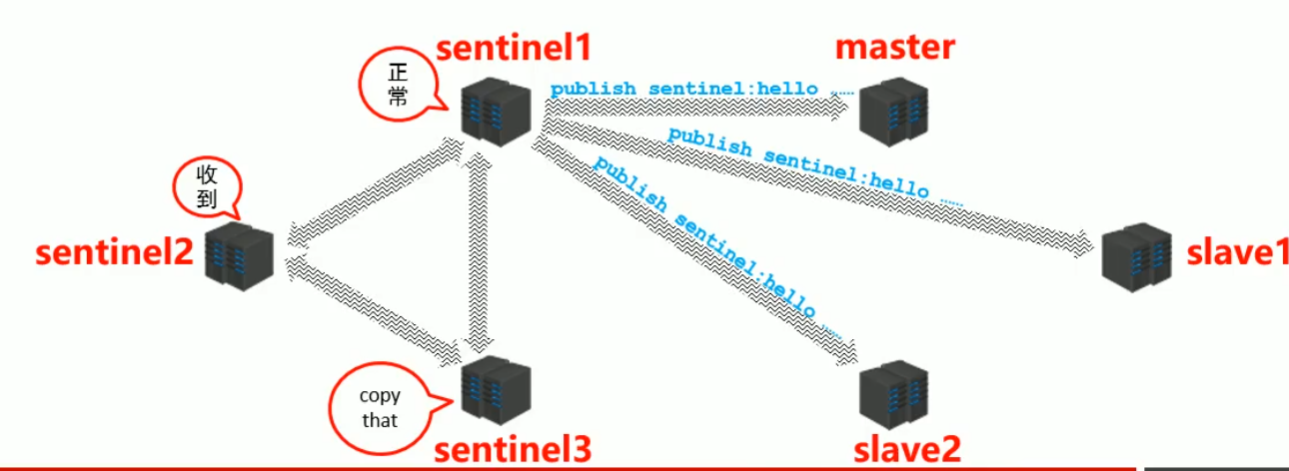 sentinel1
master
正
常
publish sentinel:hello ……
publish sentinel:hello ……
publish sentinel:hello ……
收
到
sentinel2
slave1
copy
that
sentinel3
slave2